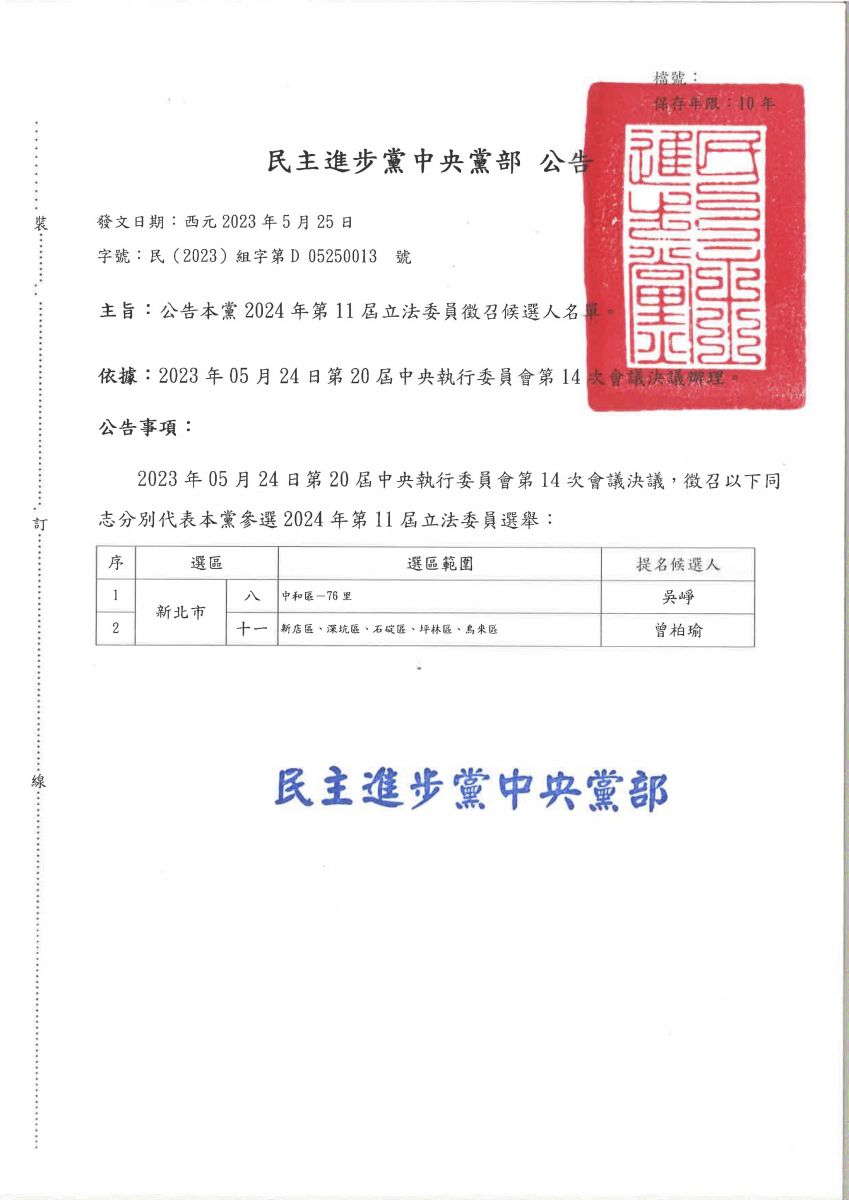 檔號：
保存年限：10 年
民主進步黨中央黨部 公告
發文日期：西元 2023 年 5 月 25 日
字號：民（2023）組字第 D 05250013 號
主旨：公告本黨 2024 年第 11 屆立法委員徵召候選人名單。
依據：2023 年 05 月 24 日第 20 屆中央執行委員會第 14 次會議決議辦理。
公告事項：
2023 年 05 月 24 日第 20 屆中央執行委員會第 14 次會議決議，徵召以下同
志分別代表本黨參選 2024 年第 11 屆立法委員選舉：
序 選區 選區範圍 提名候選人
1 新北市 八 中和區－76 里 吳崢
2 十一 新店區、深坑區、石碇區、坪林區、烏來區 曾柏瑜
民主進步黨中央黨部
裝
訂
線